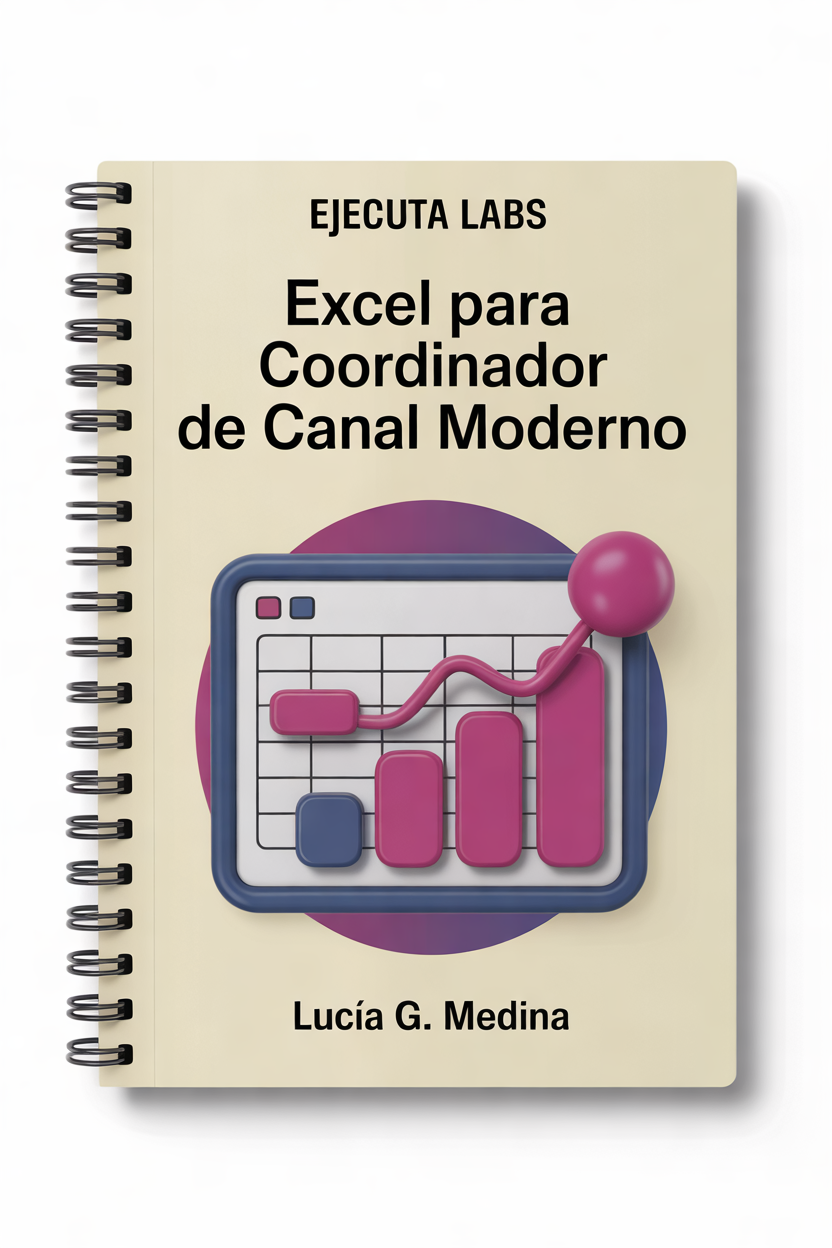 EJECUTA LABS
Excel para
Coordinador
de Canal Moderno
Lucía G. Medina